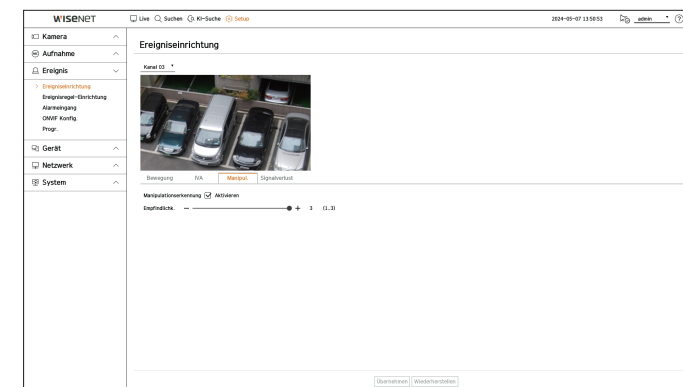 WISENET
Live Suchen KI-Suche Setup 2024-05-07 13:50:53 admin
Kamera
Aufnahme
Ereignis
Ereigniseinrichtung
Ereignisregel-Einrichtung
Alarmeingang
ONVIF Konfig.
Progr.
Gerät
Netzwerk
System
Ereigniseinrichtung
Kanal 03
Bewegung IVA Manipul. Signalverlust
Manipulationserkennung Aktivieren
Empfindlichk. 3 (1...3)
Übernehmen Wiederherstellen